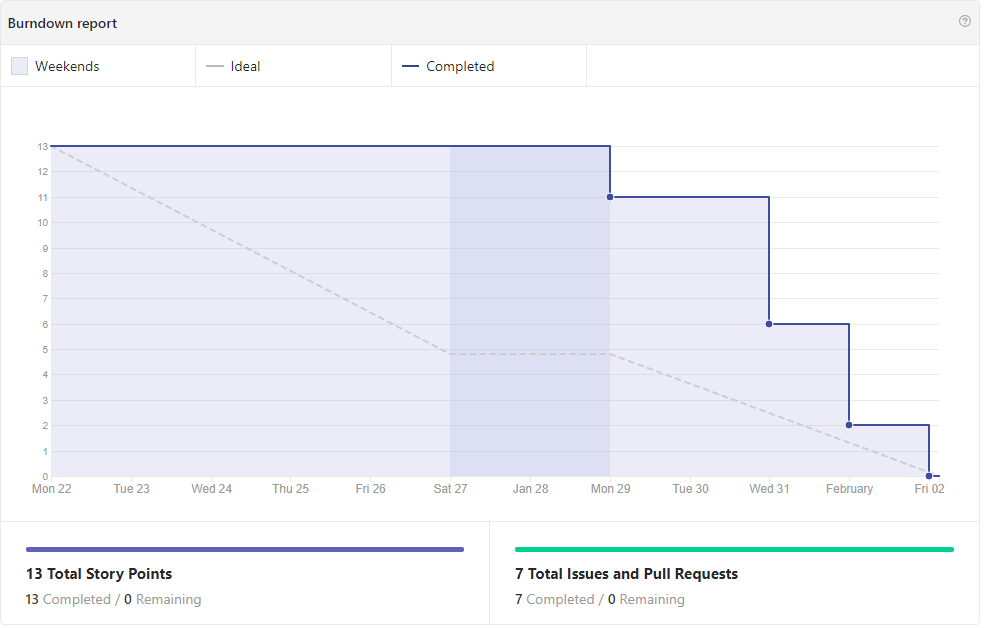 Burndown report
?
Weekends
Ideal
Completed
13
12
11
10
9
8
7
6
5
4
3
2
1
0
Mon 22 Tue 23 Wed 24 Thu 25 Fri 26 Sat 27 Jan 28 Mon 29 Tue 30 Wed 31 February Fri 02
13 Total Story Points
13 Completed / 0 Remaining
7 Total Issues and Pull Requests
7 Completed / 0 Remaining